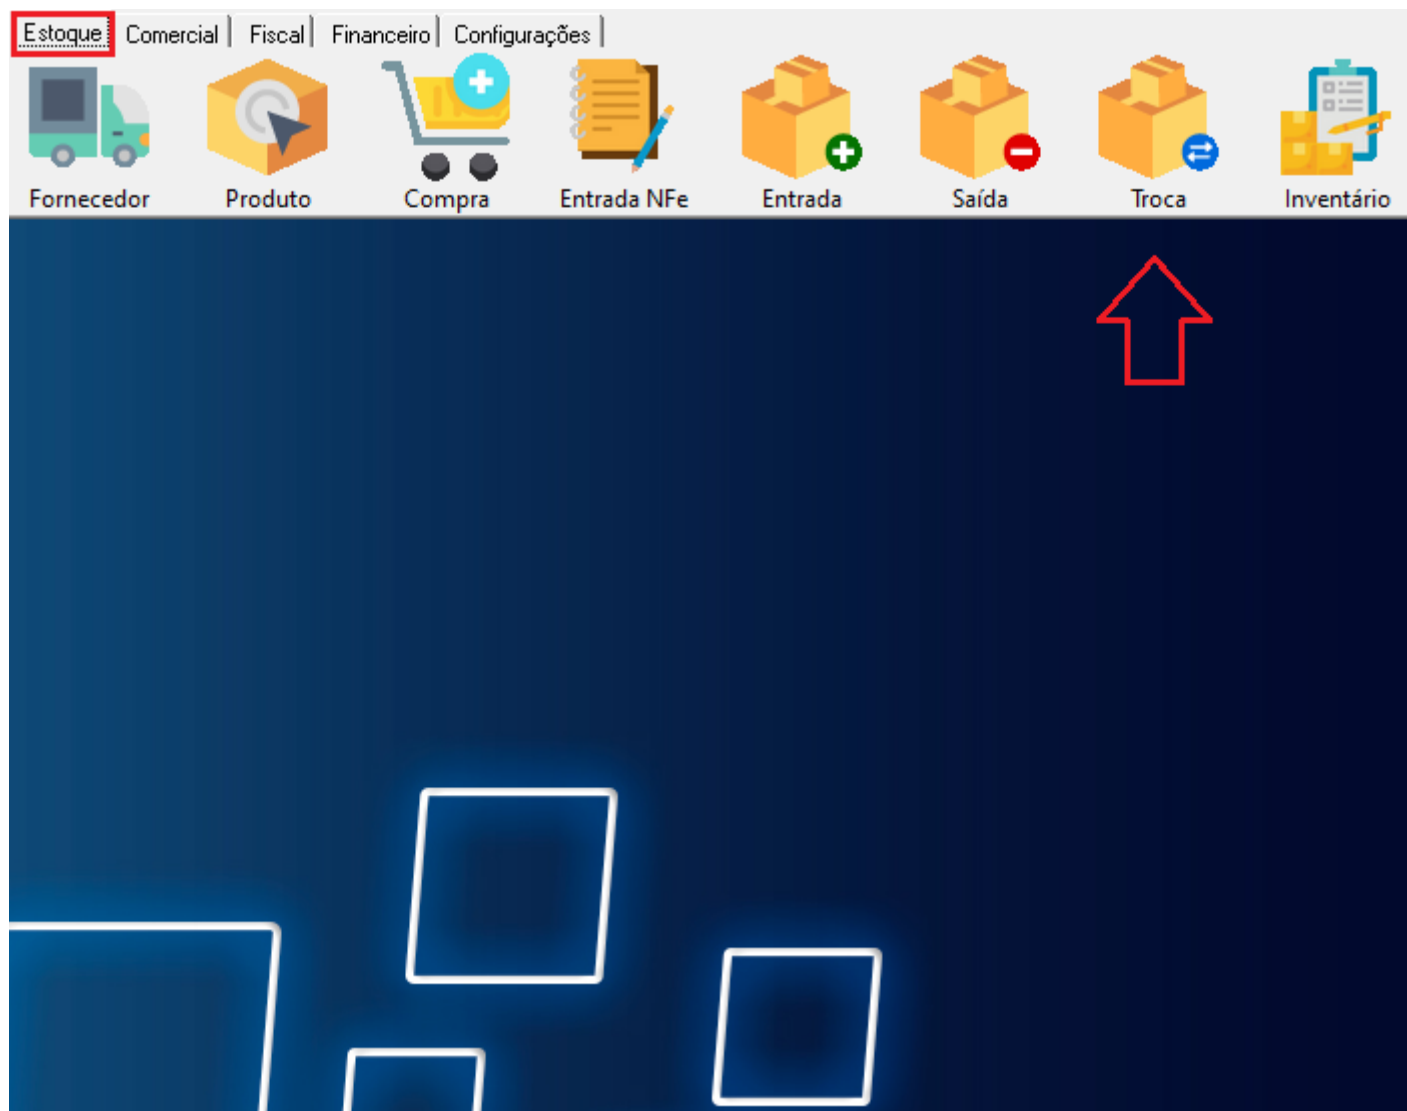 Estoque Comercial Fiscal Financeiro Configurações
Fornecedor Produto Compra Entrada NFe Entrada Saída Troca Inventário